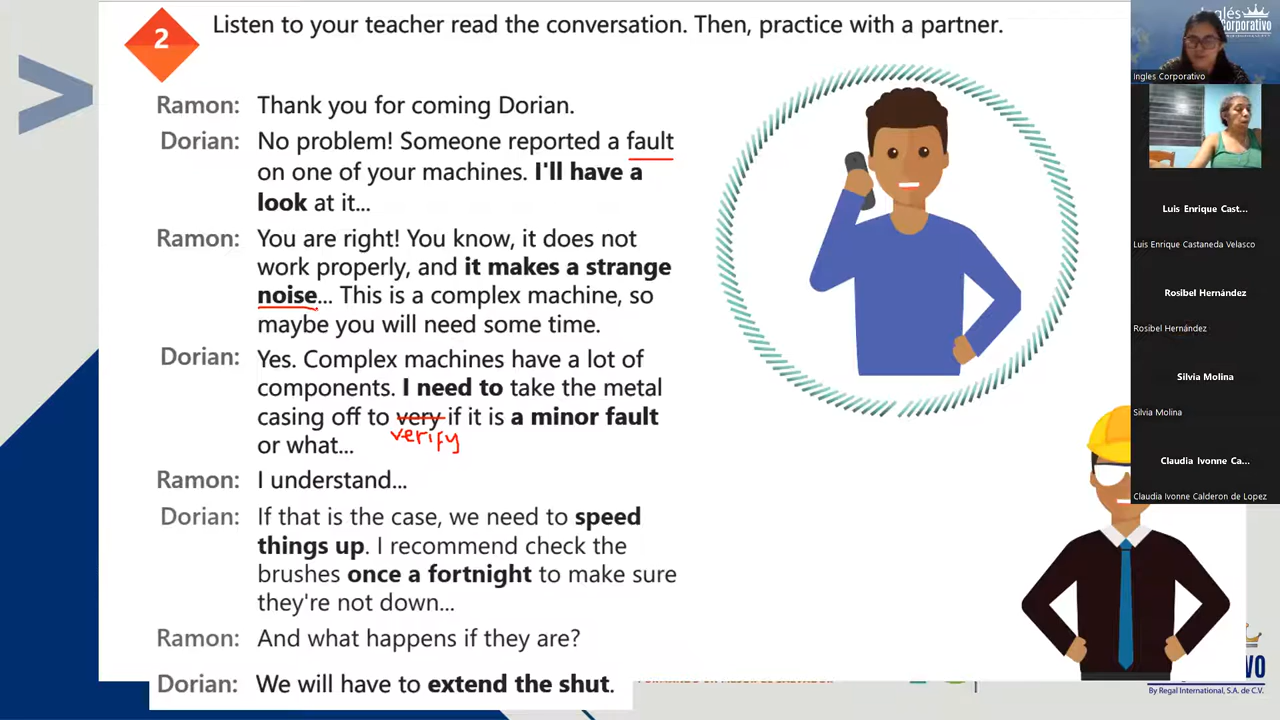 2
Listen to your teacher read the conversation. Then, practice with a partner.
Ramon: Thank you for coming Dorian.
Dorian: No problem! Someone reported a fault
on one of your machines. I'll have a
look at it...
Ramon: You are right! You know, it does not
work properly, and it makes a strange
noise... This is a complex machine, so
maybe you will need some time.
Dorian: Yes. Complex machines have a lot of
components. I need to take the metal
casing off to very if it is a minor fault
verify
or what...
Ramon: I understand...
Dorian: If that is the case, we need to speed
things up. I recommend check the
brushes once a fortnight to make sure
they're not down...
Ramon: And what happens if they are?
Dorian: We will have to extend the shut.
Inglés
Corporativo
Ingles Corporativo
Luis Enrique Cast...
Luis Enrique Castaneda Velasco
Rosibel Hernández
Rosibel Hernández
Silvia Molina
Silvia Molina
Claudia Ivonne Ca...
Claudia Ivonne Calderon de Lopez
By Regal International, S.A. de C.V.